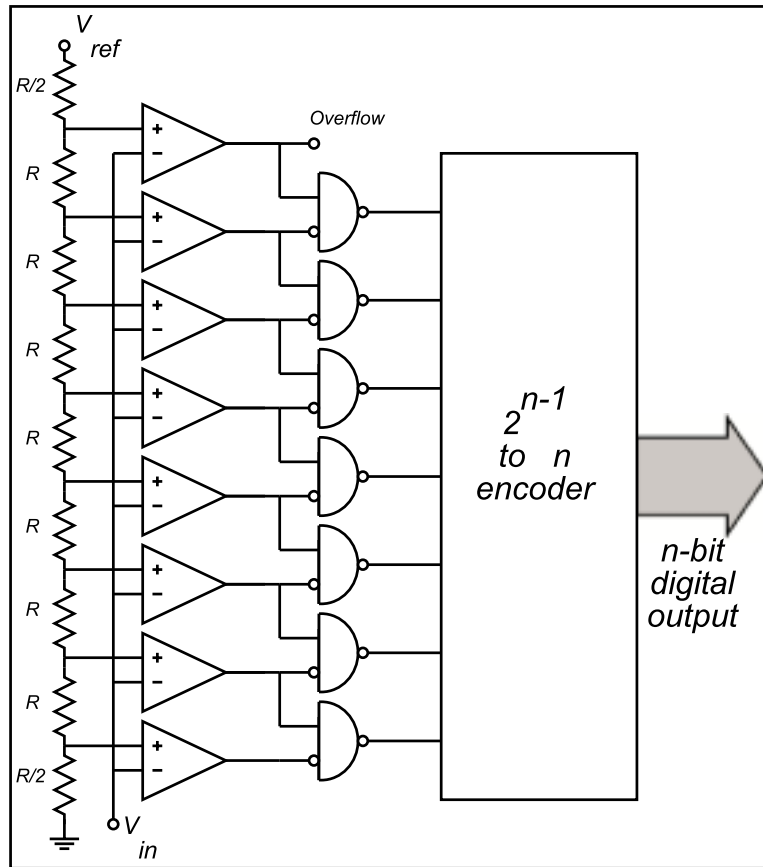 V
ref
R/2
+
−
Overflow
R
+
−
R
+
−
R
+
−
R
+
−
R
+
−
R
+
−
R
+
−
R/2
V
in
2^n-1
to n
encoder
n-bit
digital
output